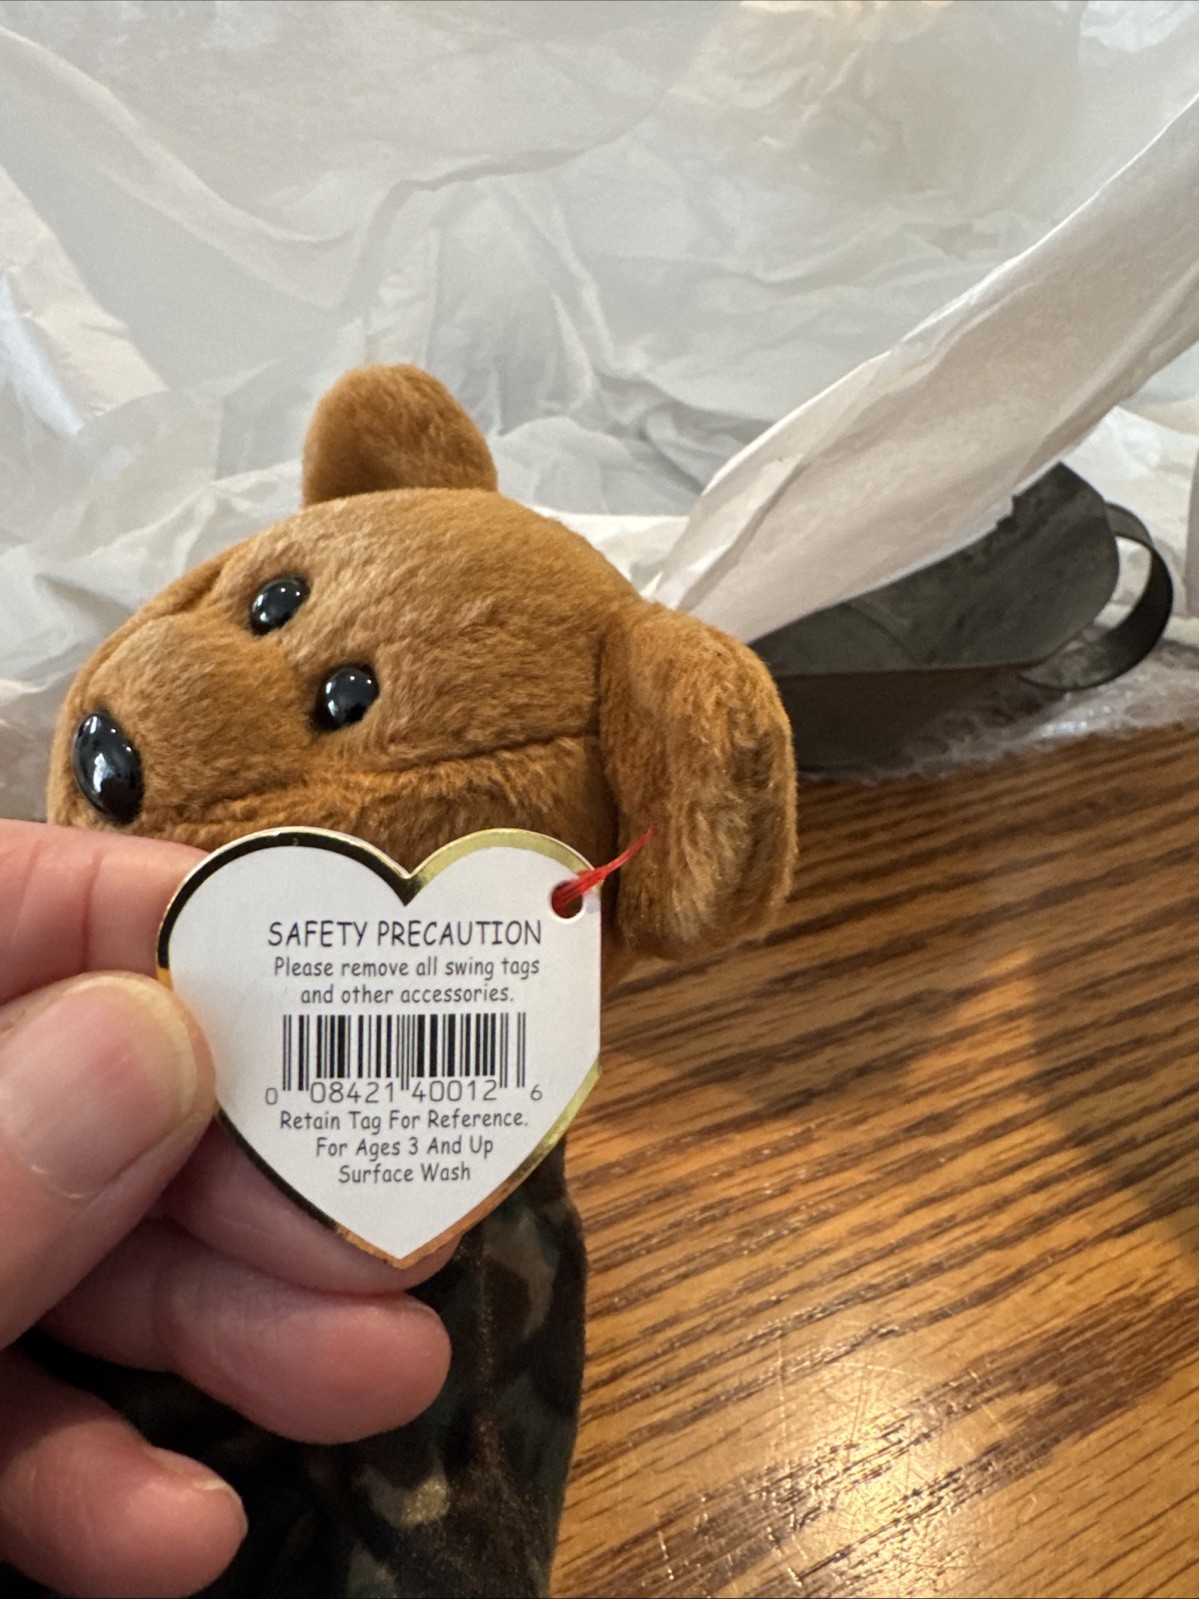 SAFETY PRECAUTION
Please remove all swing tags
and other accessories.
0 08421 40012 6
Retain Tag For Reference.
For Ages 3 And Up
Surface Wash